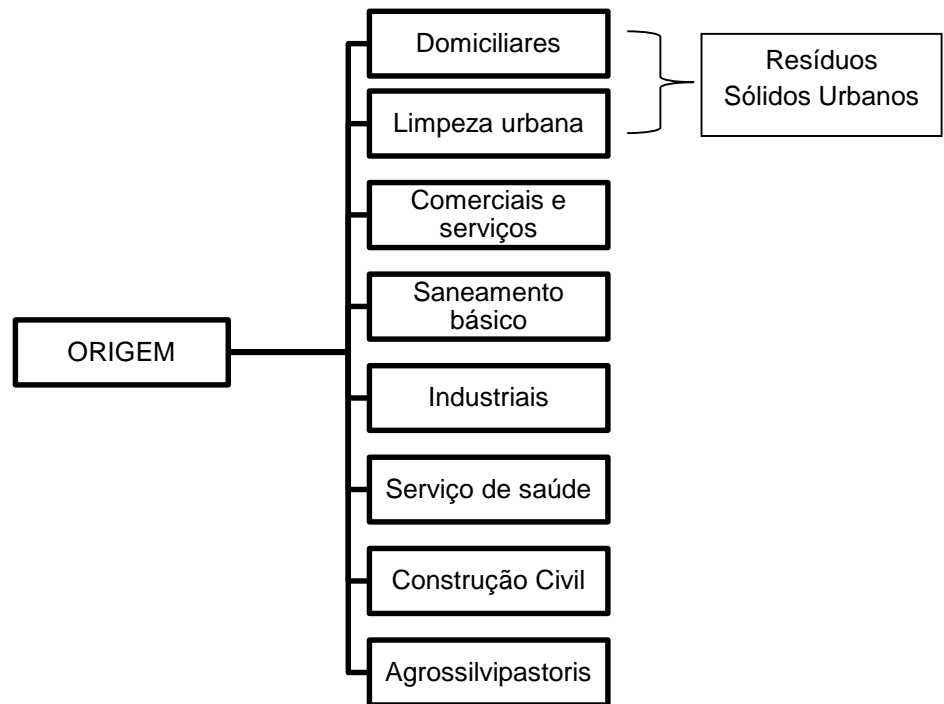 Domiciliares
Resíduos
Sólidos Urbanos
Limpeza urbana
Comerciais e
serviços
Saneamento
básico
ORIGEM
Industriais
Serviço de saúde
Construção Civil
Agrossilvipastoris